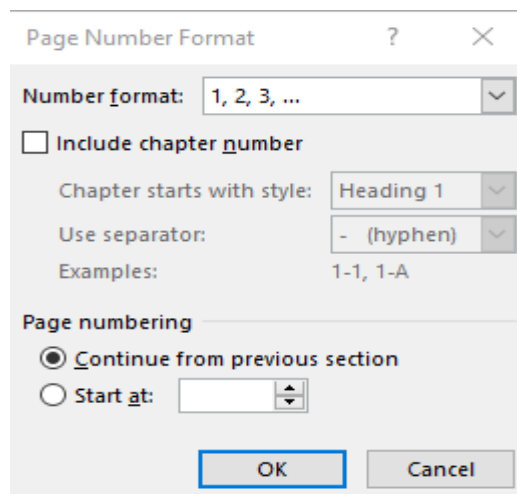 Page Number Format ? ×
Number format: 1, 2, 3, ...
Include chapter number
Chapter starts with style: Heading 1
Use separator: - (hyphen)
Examples: 1-1, 1-A
Page numbering
Continue from previous section
Start at:
OK Cancel